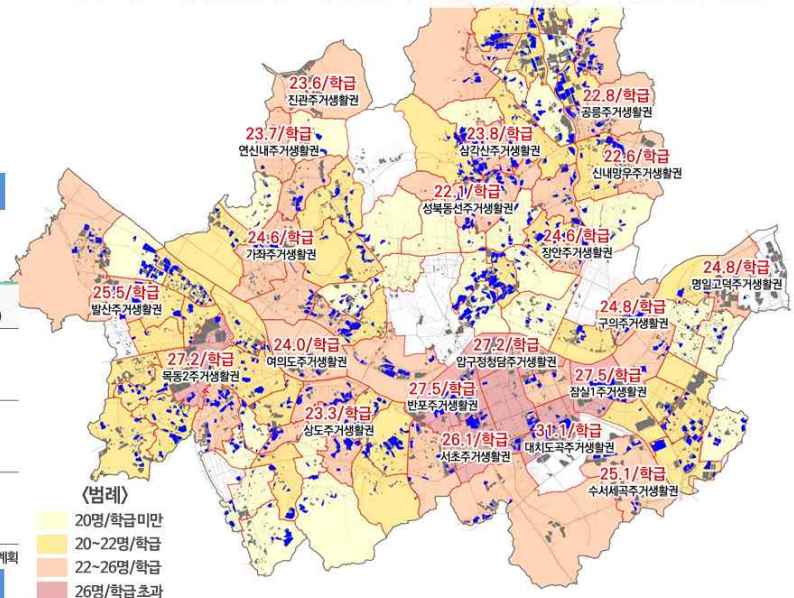 23.6/학급
진관주거생활권
22.8/학급
공릉주거생활권
23.7/학급
연신내주거생활권
23.8/학급
삼각산주거생활권
22.6/학급
신내망우주거생활권
22.1/학급
성북동선주거생활권
24.6/학급
가좌주거생활권
24.6/학급
장안주거생활권
24.8/학급
명일고덕주거생활권
25.5/학급
발산주거생활권
24.8/학급
구의주거생활권
27.2/학급
목동2주거생활권
24.0/학급
여의도주거생활권
27.2/학급
압구정청담주거생활권
27.5/학급
반포주거생활권
27.5/학급
잠실1주거생활권
23.3/학급
상도주거생활권
26.1/학급
서초주거생활권
31.1/학급
대치도곡주거생활권
25.1/학급
수서세곡주거생활권
〈범례〉
20명/학급미만
20~22명/학급
22~26명/학급
26명/학급초과
계획